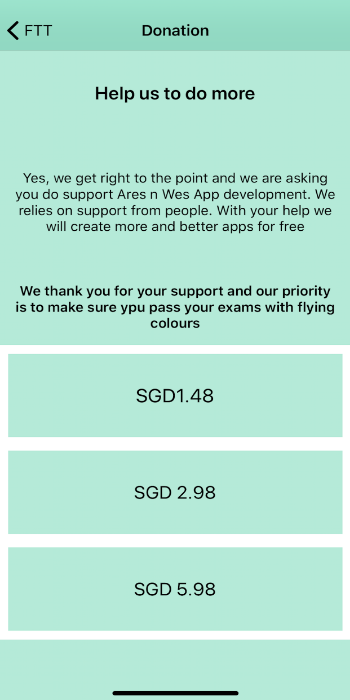 FTT
Donation
Help us to do more
Yes, we get right to the point and we are asking
you do support Ares n Wes App development. We
relies on support from people. With your help we
will create more and better apps for free
We thank you for your support and our priority
is to make sure ypu pass your exams with flying
colours
SGD1.48
SGD 2.98
SGD 5.98